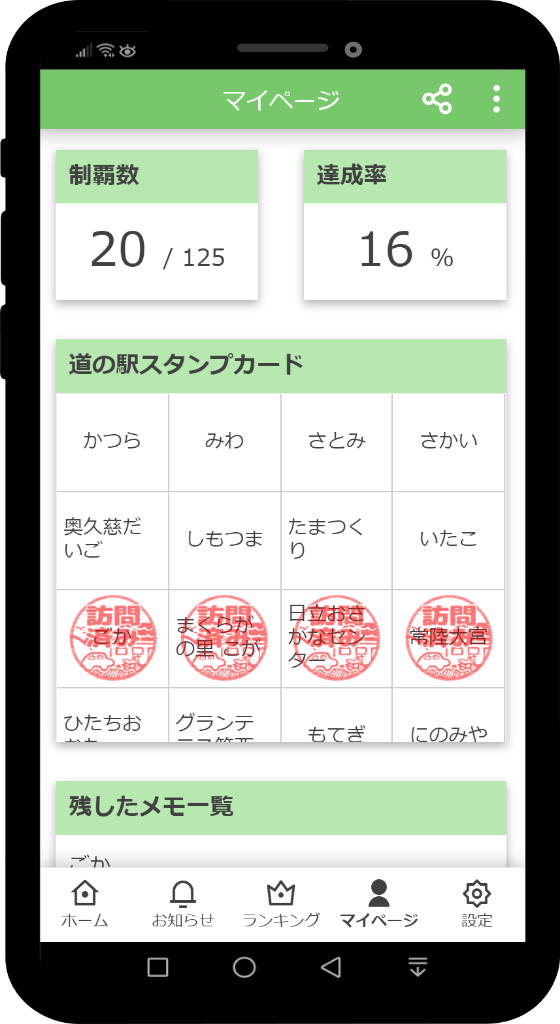 マイページ
制覇数
20 / 125
達成率
16 %
道の駅スタンプカード
かつら
みわ
さとみ
さかい
奥久慈だ
いご
しもつま
たまつく
り
いたこ
訪問
ごか
訪問
まくらが
の里 こが
訪問
日立おさ
かなセン
ター
訪問
常陸大宮
ひたちお
グランテ
もてぎ
にのみや
残したメモ一覧
ごか
ホーム
お知らせ
ランキング
マイページ
設定